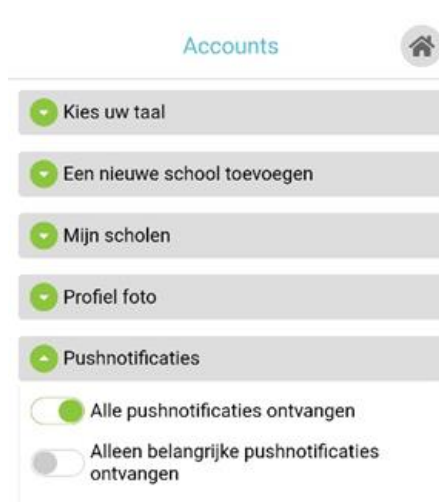 Accounts
Kies uw taal
Een nieuwe school toevoegen
Mijn scholen
Profiel foto
Pushnotificaties
Alle pushnotificaties ontvangen
Alleen belangrijke pushnotificaties
ontvangen